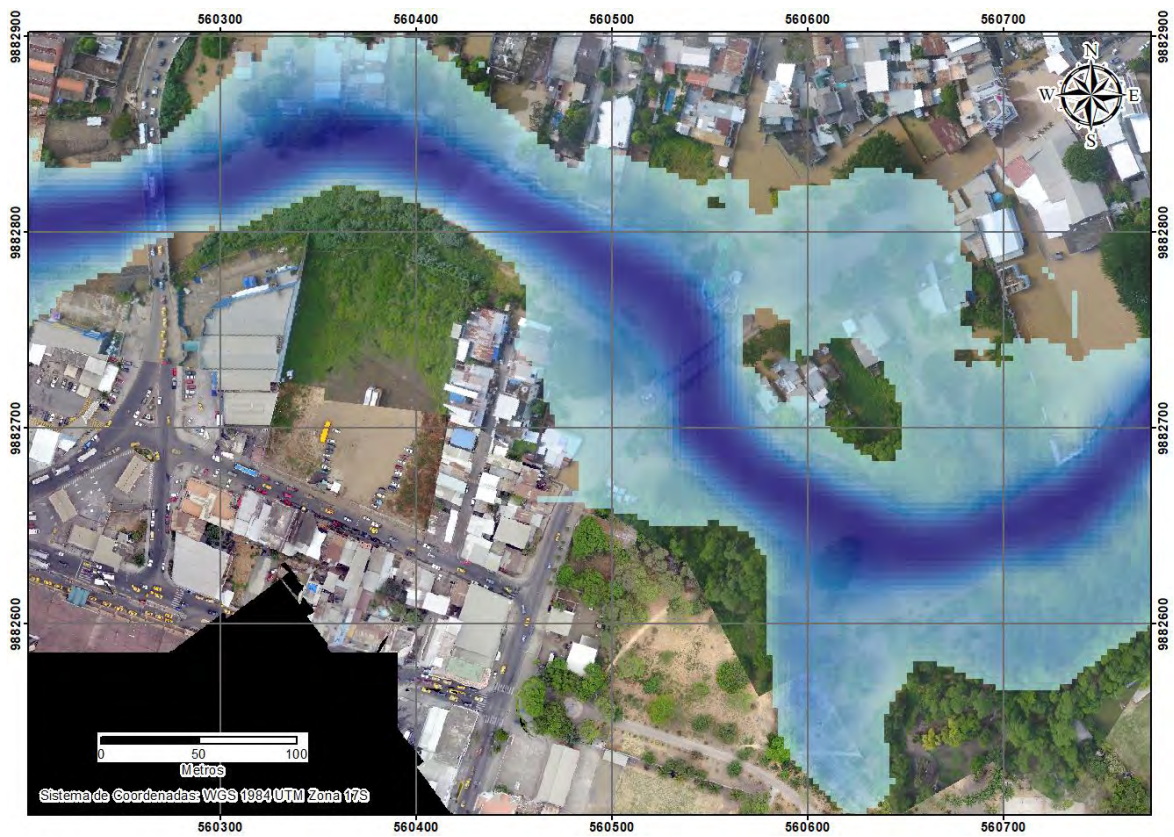 560300 560400 560500 560600 560700
9882900 9882900
N
W E
S
9882800 9882800
9882700 9882700
9882600 9882600
0 50 100
Metros
Sistema de Coordenadas: WGS 1984 UTM Zona 17S
560300 560400 560500 560600 560700